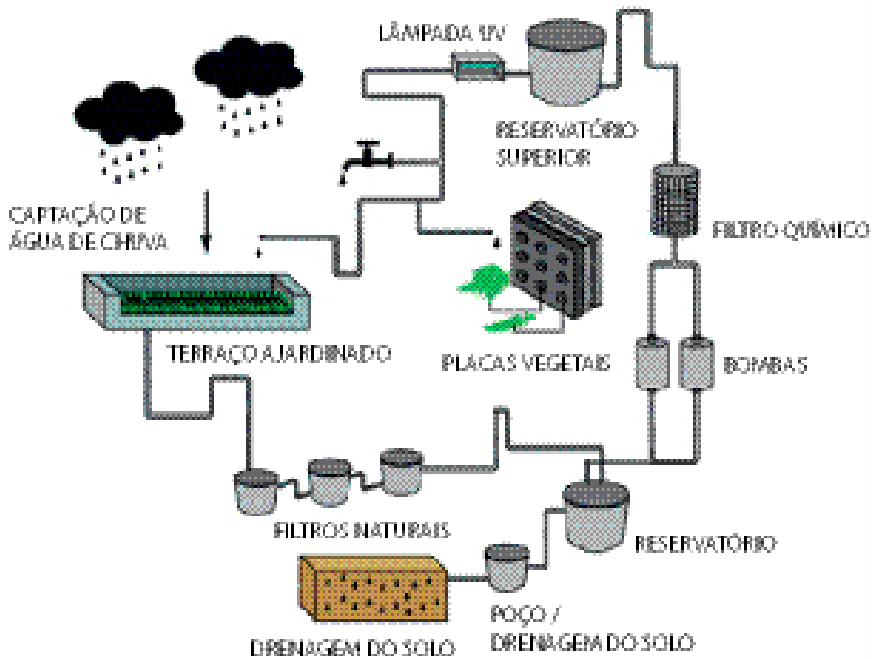 LÂMPADA UV
RESERVATÓRIO
SUPERIOR
CAPTAÇÃO DE
ÁGUA DE CHUVA
FILTRO QUÍMICO
TERRAÇO AJARDINADO
PLACAS VEGETAIS
BOMBAS
FILTROS NATURAIS
RESERVATÓRIO
POÇO /
DRENAGEM DO SOLO
DRENAGEM DO SOLO